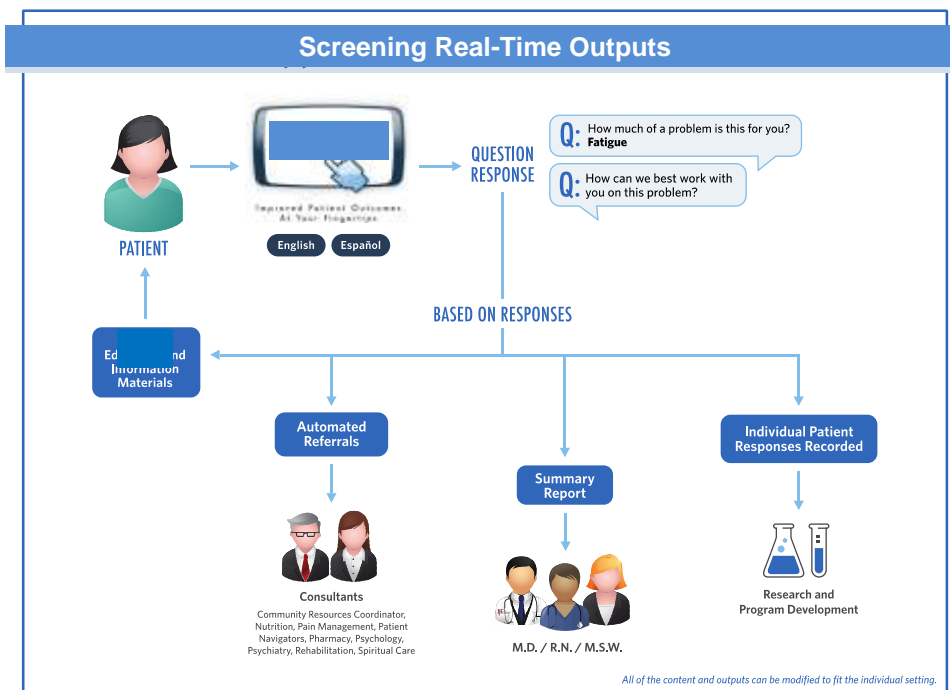 Screening Real-Time Outputs
QUESTION
RESPONSE
Q: How much of a problem is this for you?
Fatigue
Q: How can we best work with
you on this problem?
Improved Patient Outcomes
At Your Fingertips
English
Español
PATIENT
BASED ON RESPONSES
Information
Materials
Automated
Referrals
Individual Patient
Responses Recorded
Summary
Report
Consultants
Community Resources Coordinator,
Nutrition, Pain Management, Patient
Navigators, Pharmacy, Psychology,
Psychiatry, Rehabilitation, Spiritual Care
M.D. / R.N. / M.S.W.
Research and
Program Development
All of the content and outputs can be modified to fit the individual setting.